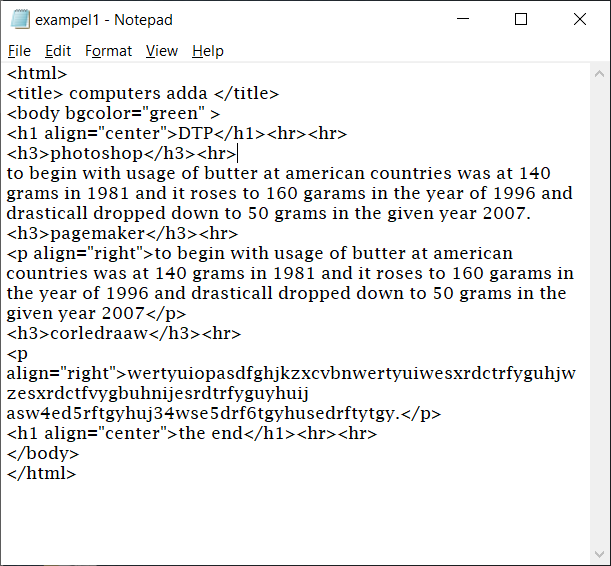 exampel1 - Notepad
File Edit Format View Help
<html>
<title> computers adda </title>
<body bgcolor="green" >
<h1 align="center">DTP</h1><hr><hr>
<h3>photoshop</h3><hr>
to begin with usage of butter at american countries was at 140
grams in 1981 and it roses to 160 garams in the year of 1996 and
drasticall dropped down to 50 grams in the given year 2007.
<h3>pagemaker</h3><hr>
<p align="right">to begin with usage of butter at american
countries was at 140 grams in 1981 and it roses to 160 garams in
the year of 1996 and drasticall dropped down to 50 grams in the
given year 2007</p>
<h3>corledraaw</h3><hr>
<p
align="right">wertyuiopasdfghjkzxcvbnwertyuiwesxrdctrfyguhjw
zesxrdctfvygbuhnijesrdtrfyguyhuij
asw4ed5rftgyhuj34wse5drf6tgyhusedrftytgy.</p>
<h1 align="center">the end</h1><hr><hr>
</body>
</html>